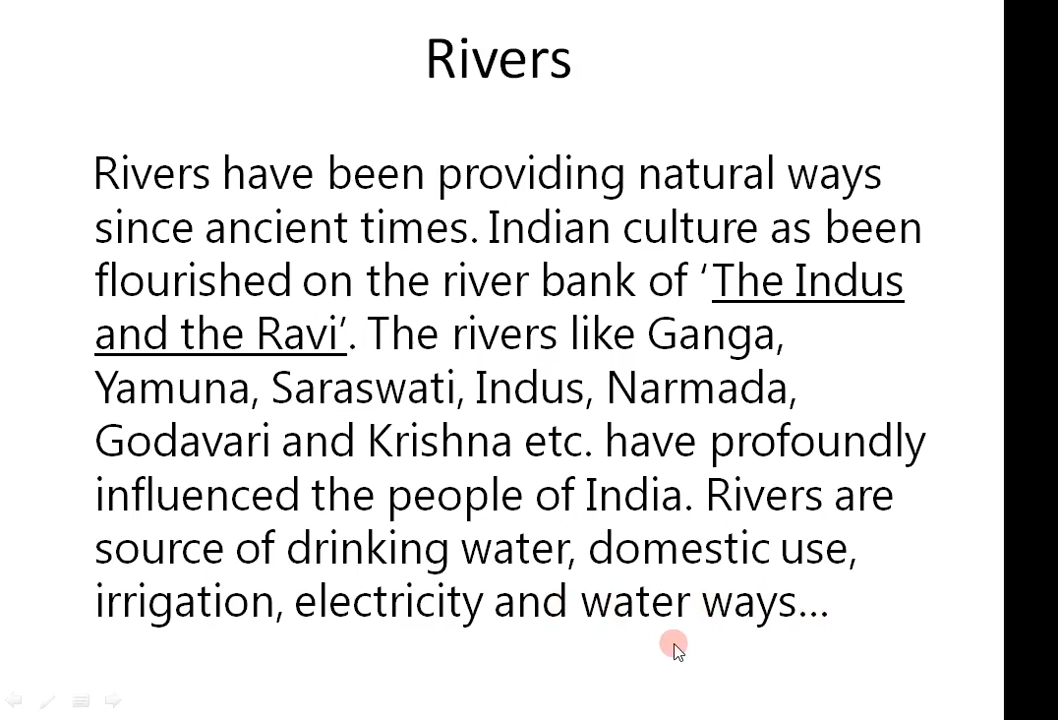 Rivers
Rivers have been providing natural ways
since ancient times. Indian culture as been
flourished on the river bank of ‘The Indus
and the Ravi’. The rivers like Ganga,
Yamuna, Saraswati, Indus, Narmada,
Godavari and Krishna etc. have profoundly
influenced the people of India. Rivers are
source of drinking water, domestic use,
irrigation, electricity and water ways...